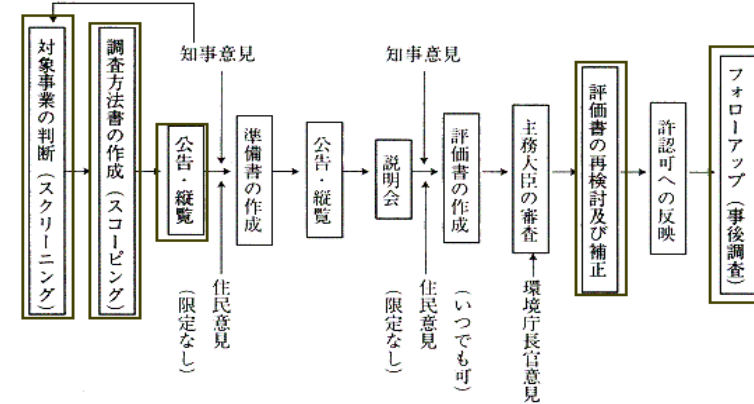 対象事業の判断（スクリーニング）
調査方法書の作成（スコーピング）
公告・縦覧
知事意見
住民意見
（限定なし）
準備書の作成
公告・縦覧
説明会
知事意見
住民意見
（限定なし）
評価書の作成
（いつでも可）
主務大臣の審査
環境庁長官意見
評価書の再検討及び補正
許認可への反映
フォローアップ（事後調査）